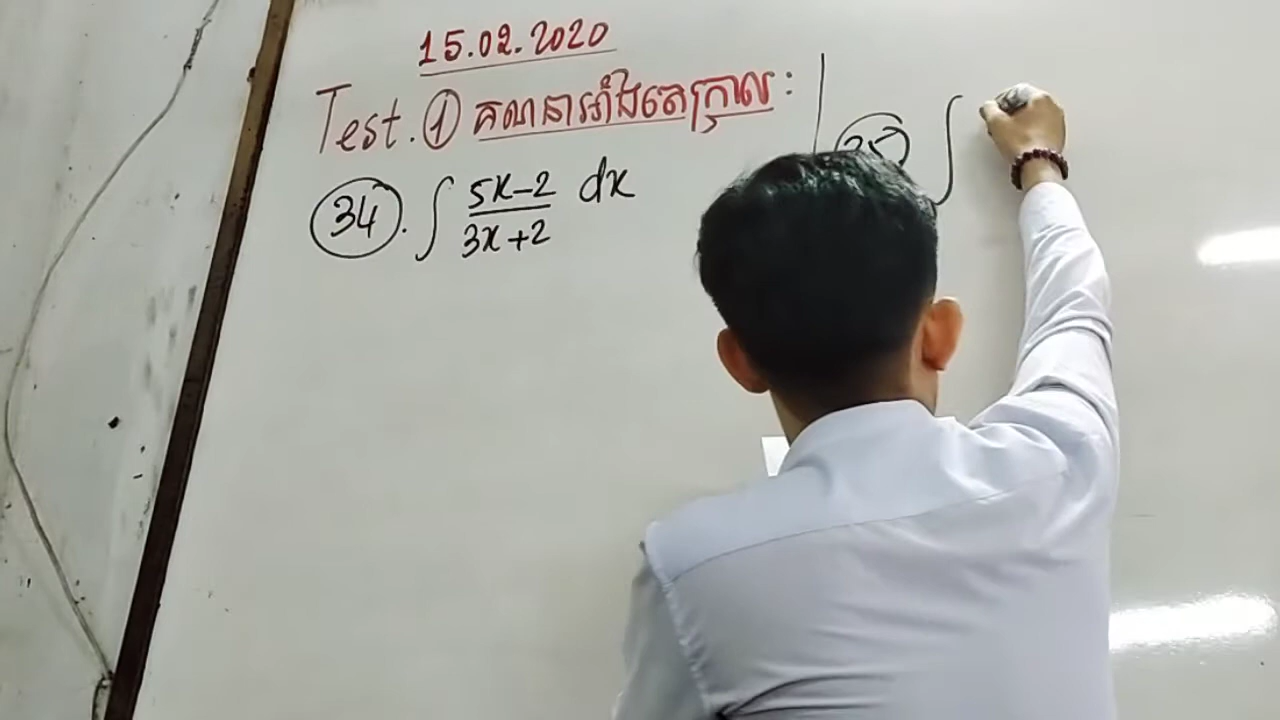 15.02.2020
Test. ① គណនាអាំងតេក្រាល :
34. ∫ (5x-2)/(3x+2) dx
∫